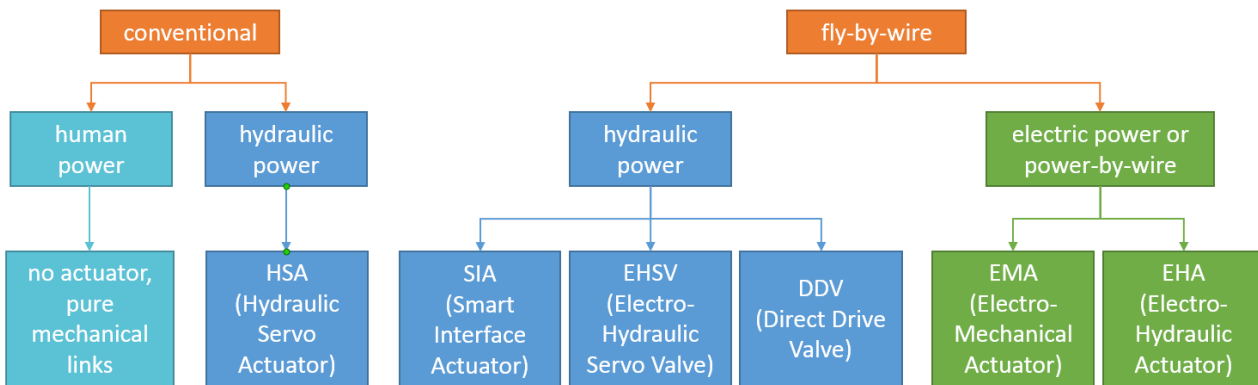 conventional
fly-by-wire
human
power
hydraulic
power
hydraulic
power
electric power or
power-by-wire
no actuator,
pure
mechanical
links
HSA
(Hydraulic
Servo
Actuator)
SIA
(Smart
Interface
Actuator)
EHSV
(Electro-
Hydraulic
Servo Valve)
DDV
(Direct Drive
Valve)
EMA
(Electro-
Mechanical
Actuator)
EHA
(Electro-
Hydraulic
Actuator)